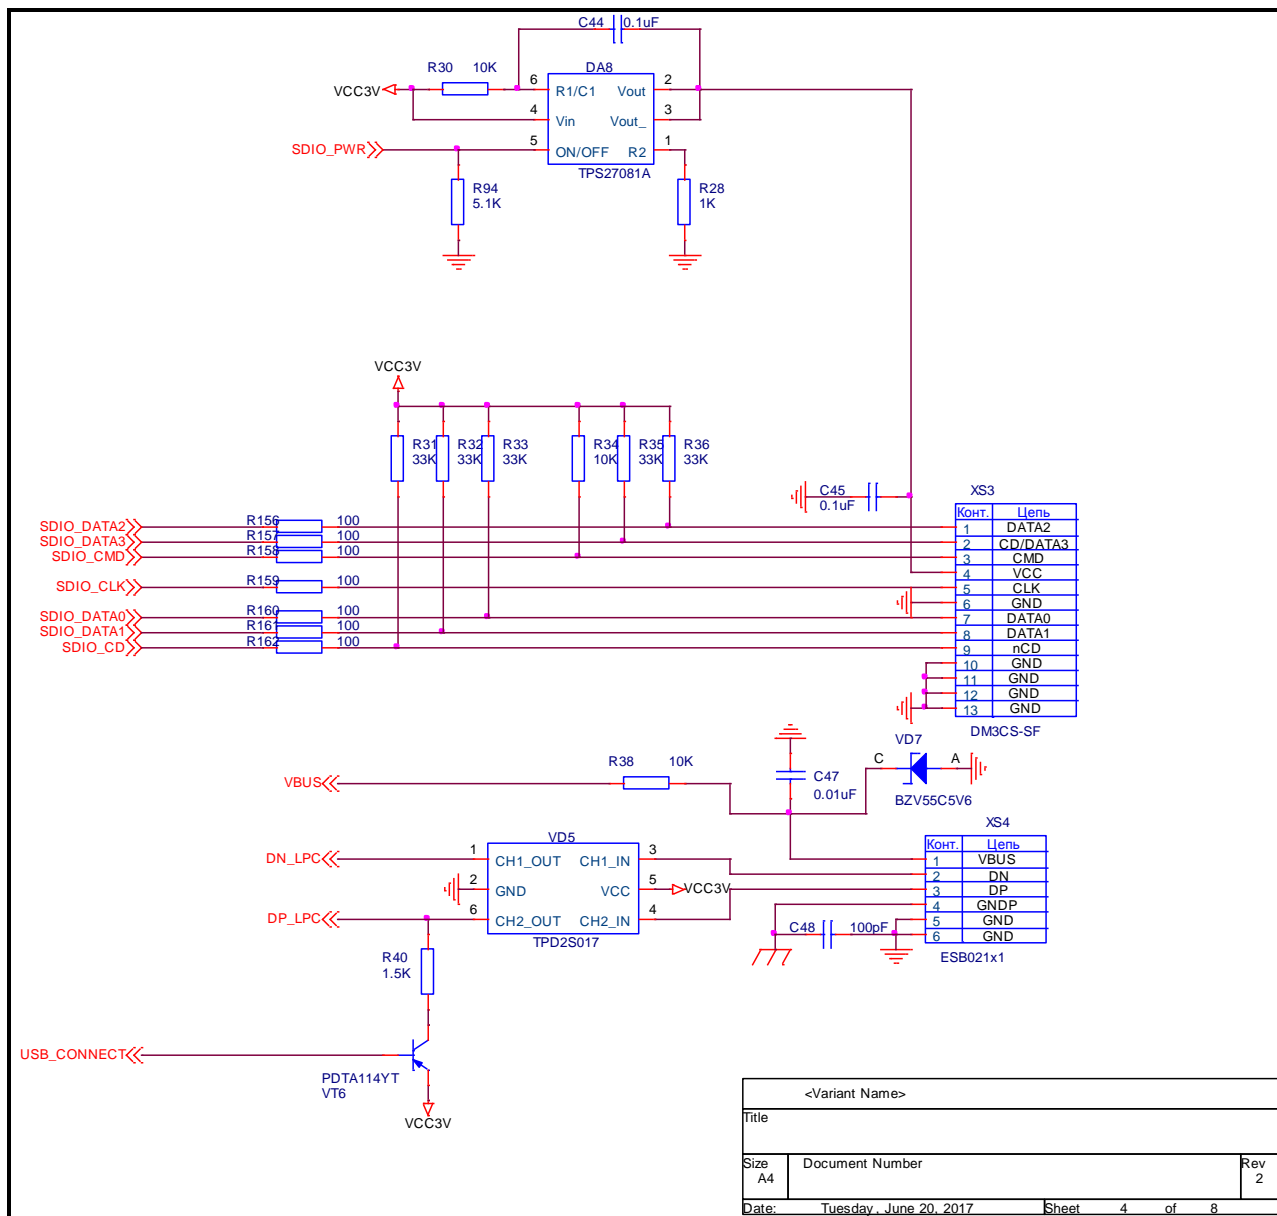 C44 0.1uF
R30 10K
DA8
VCC3V
6 R1/C1 Vout 2
4 Vin Vout_ 3
SDIO_PWR
5 ON/OFF R2 1
TPS27081A
R94
5.1K
R28
1K
VCC3V
R31 R32 R33 R34 R35 R36
33K 33K 33K 10K 33K 33K
C45
0.1uF
XS3
Конт. Цепь
SDIO_DATA2 R156 100 1 DATA2
SDIO_DATA3 R157 100 2 CD/DATA3
SDIO_CMD R158 100 3 CMD
4 VCC
SDIO_CLK R159 100 5 CLK
6 GND
SDIO_DATA0 R160 100 7 DATA0
SDIO_DATA1 R161 100 8 DATA1
SDIO_CD R162 100 9 nCD
10 GND
11 GND
12 GND
13 GND
DM3CS-SF
VD7
C A
BZV55C5V6
VBUS
R38 10K
C47
0.01uF
XS4
Конт. Цепь
1 VBUS
2 DN
3 DP
4 GNDP
5 GND
6 GND
ESB021x1
VD5
DN_LPC
1 CH1_OUT CH1_IN 3
2 GND VCC 5 VCC3V
DP_LPC
6 CH2_OUT CH2_IN 4
TPD2S017
C48 100pF
R40
1.5K
USB_CONNECT
PDTA114YT
VT6
VCC3V
<Variant Name>
Title
Size Document Number Rev
A4 2
Date: Tuesday, June 20, 2017 Sheet 4 of 8